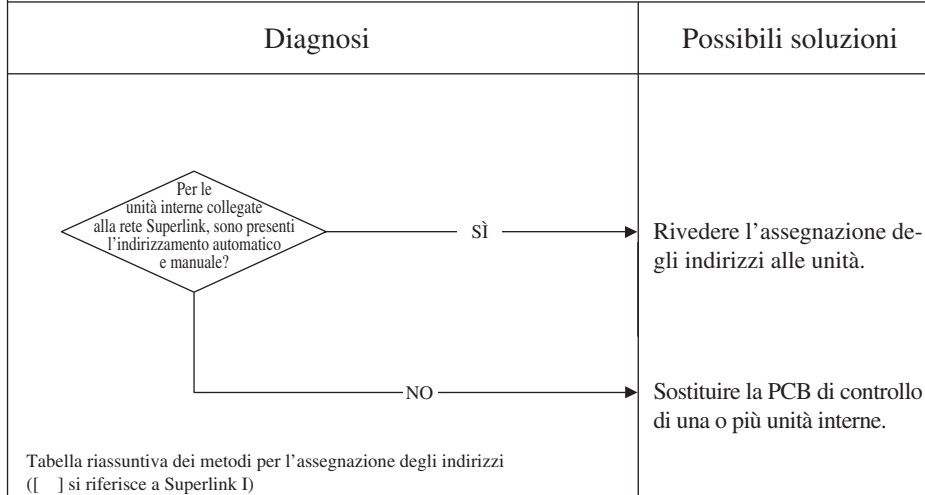 Diagnosi
Possibili soluzioni
Per le
unità interne collegate
alla rete Superlink, sono presenti
l’indirizzamento automatico
e manuale?
SÌ
Rivedere l’assegnazione de-
gli indirizzi alle unità.
NO
Sostituire la PCB di controllo
di una o più unità interne.
Tabella riassuntiva dei metodi per l’assegnazione degli indirizzi
([ ] si riferisce a Superlink I)